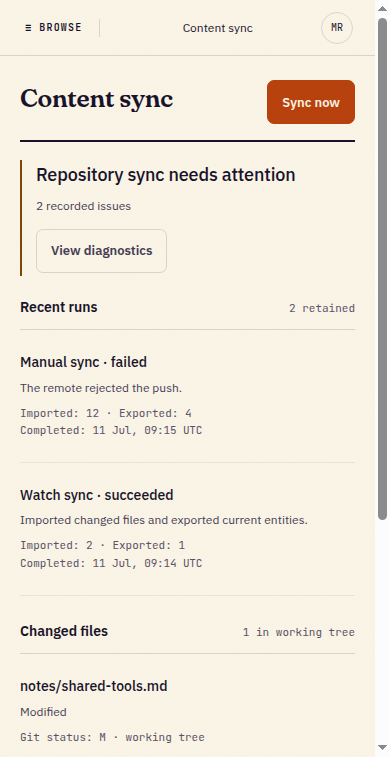 ≡ BROWSE
Content sync
MR
Content sync
Sync now
Repository sync needs attention
2 recorded issues
View diagnostics
Recent runs
2 retained
Manual sync · failed
The remote rejected the push.
Imported: 12 · Exported: 4
Completed: 11 Jul, 09:15 UTC
Watch sync · succeeded
Imported changed files and exported current entities.
Imported: 2 · Exported: 1
Completed: 11 Jul, 09:14 UTC
Changed files
1 in working tree
notes/shared-tools.md
Modified
Git status: M · working tree